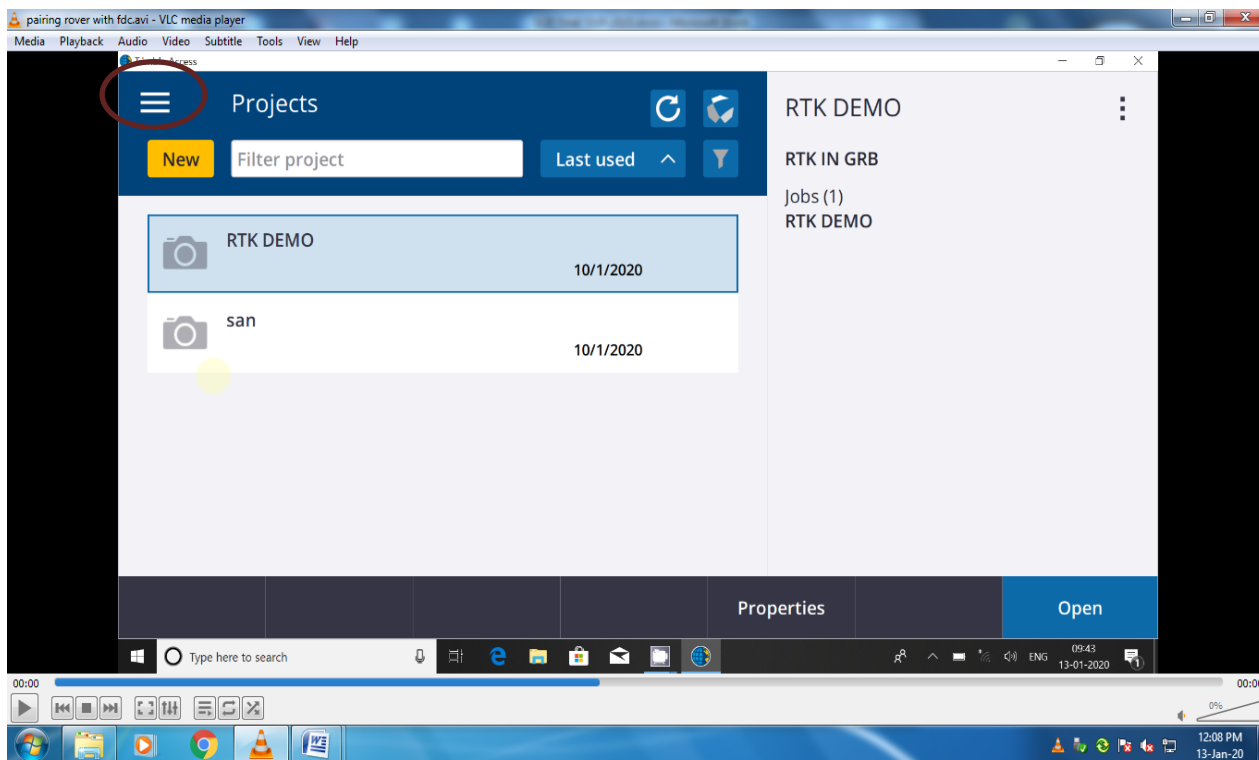 pairing rover with fdc.avi - VLC media player
Media Playback Audio Video Subtitle Tools View Help
Access
Projects
New
Filter project
Last used
RTK DEMO
10/1/2020
san
10/1/2020
RTK DEMO
RTK IN GRB
Jobs (1)
RTK DEMO
Properties
Open
Type here to search
ENG
09:43
13-01-2020
1
00:00
0%
12:08 PM
13-Jan-20